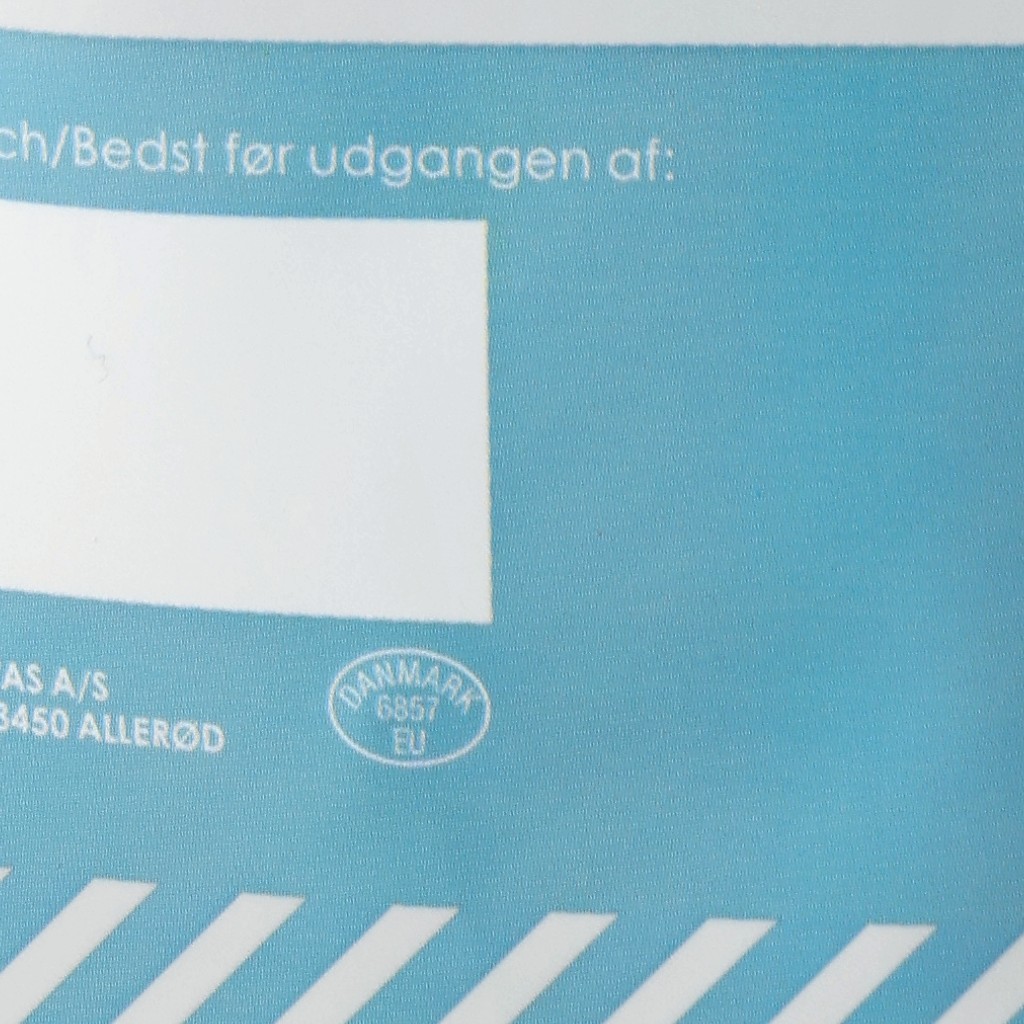 ch/Bedst før udgangen af:
AS A/S
3450 ALLERØD
DANMARK
6857
EU